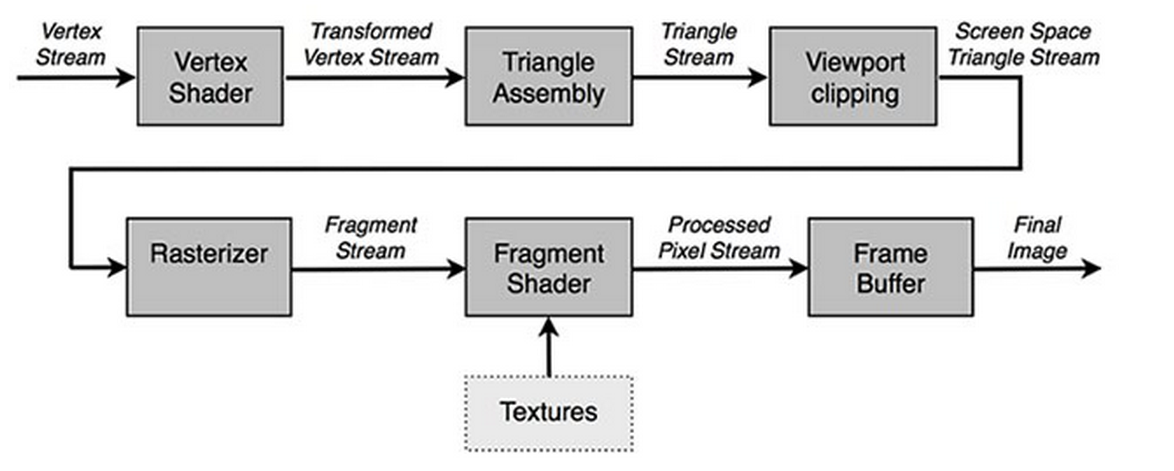 Vertex
Stream
Vertex
Shader
Transformed
Vertex Stream
Triangle
Assembly
Triangle
Stream
Viewport
clipping
Screen Space
Triangle Stream
Rasterizer
Fragment
Stream
Fragment
Shader
Processed
Pixel Stream
Frame
Buffer
Final
Image
Textures